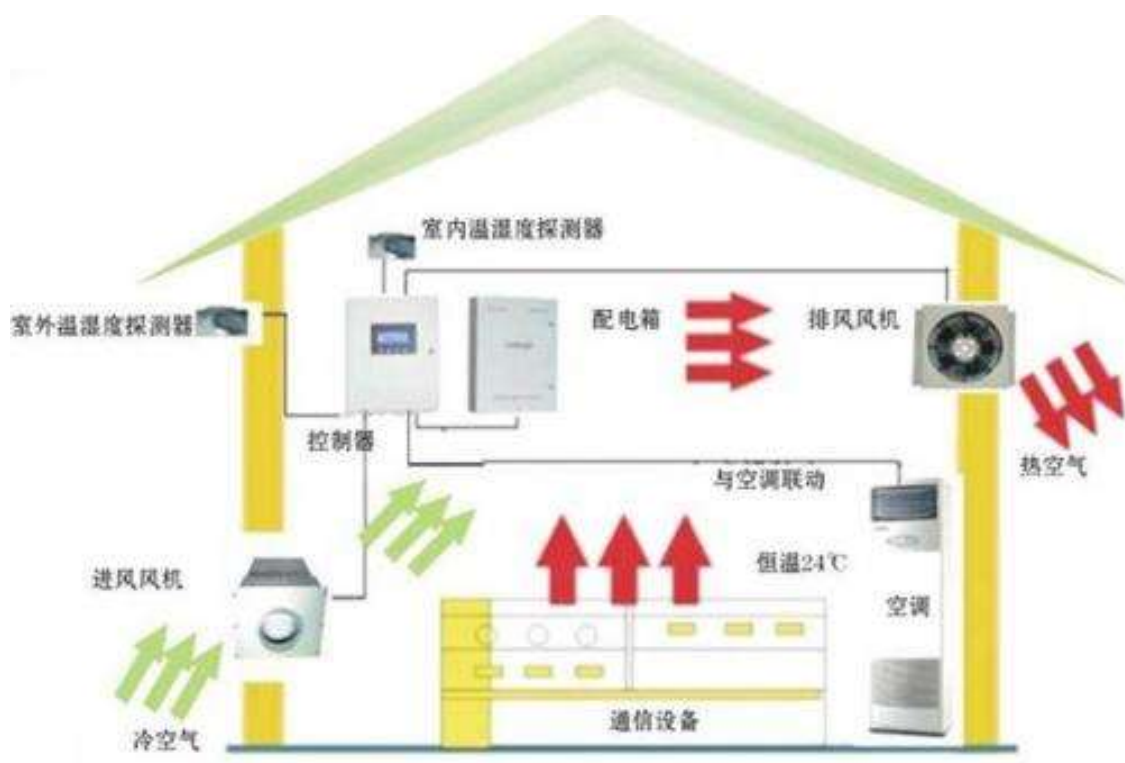 室内温湿度探测器
室外温湿度探测器
配电箱
排风风机
控制器
热空气
与空调联动
恒温24℃
进风风机
空调
通信设备
冷空气